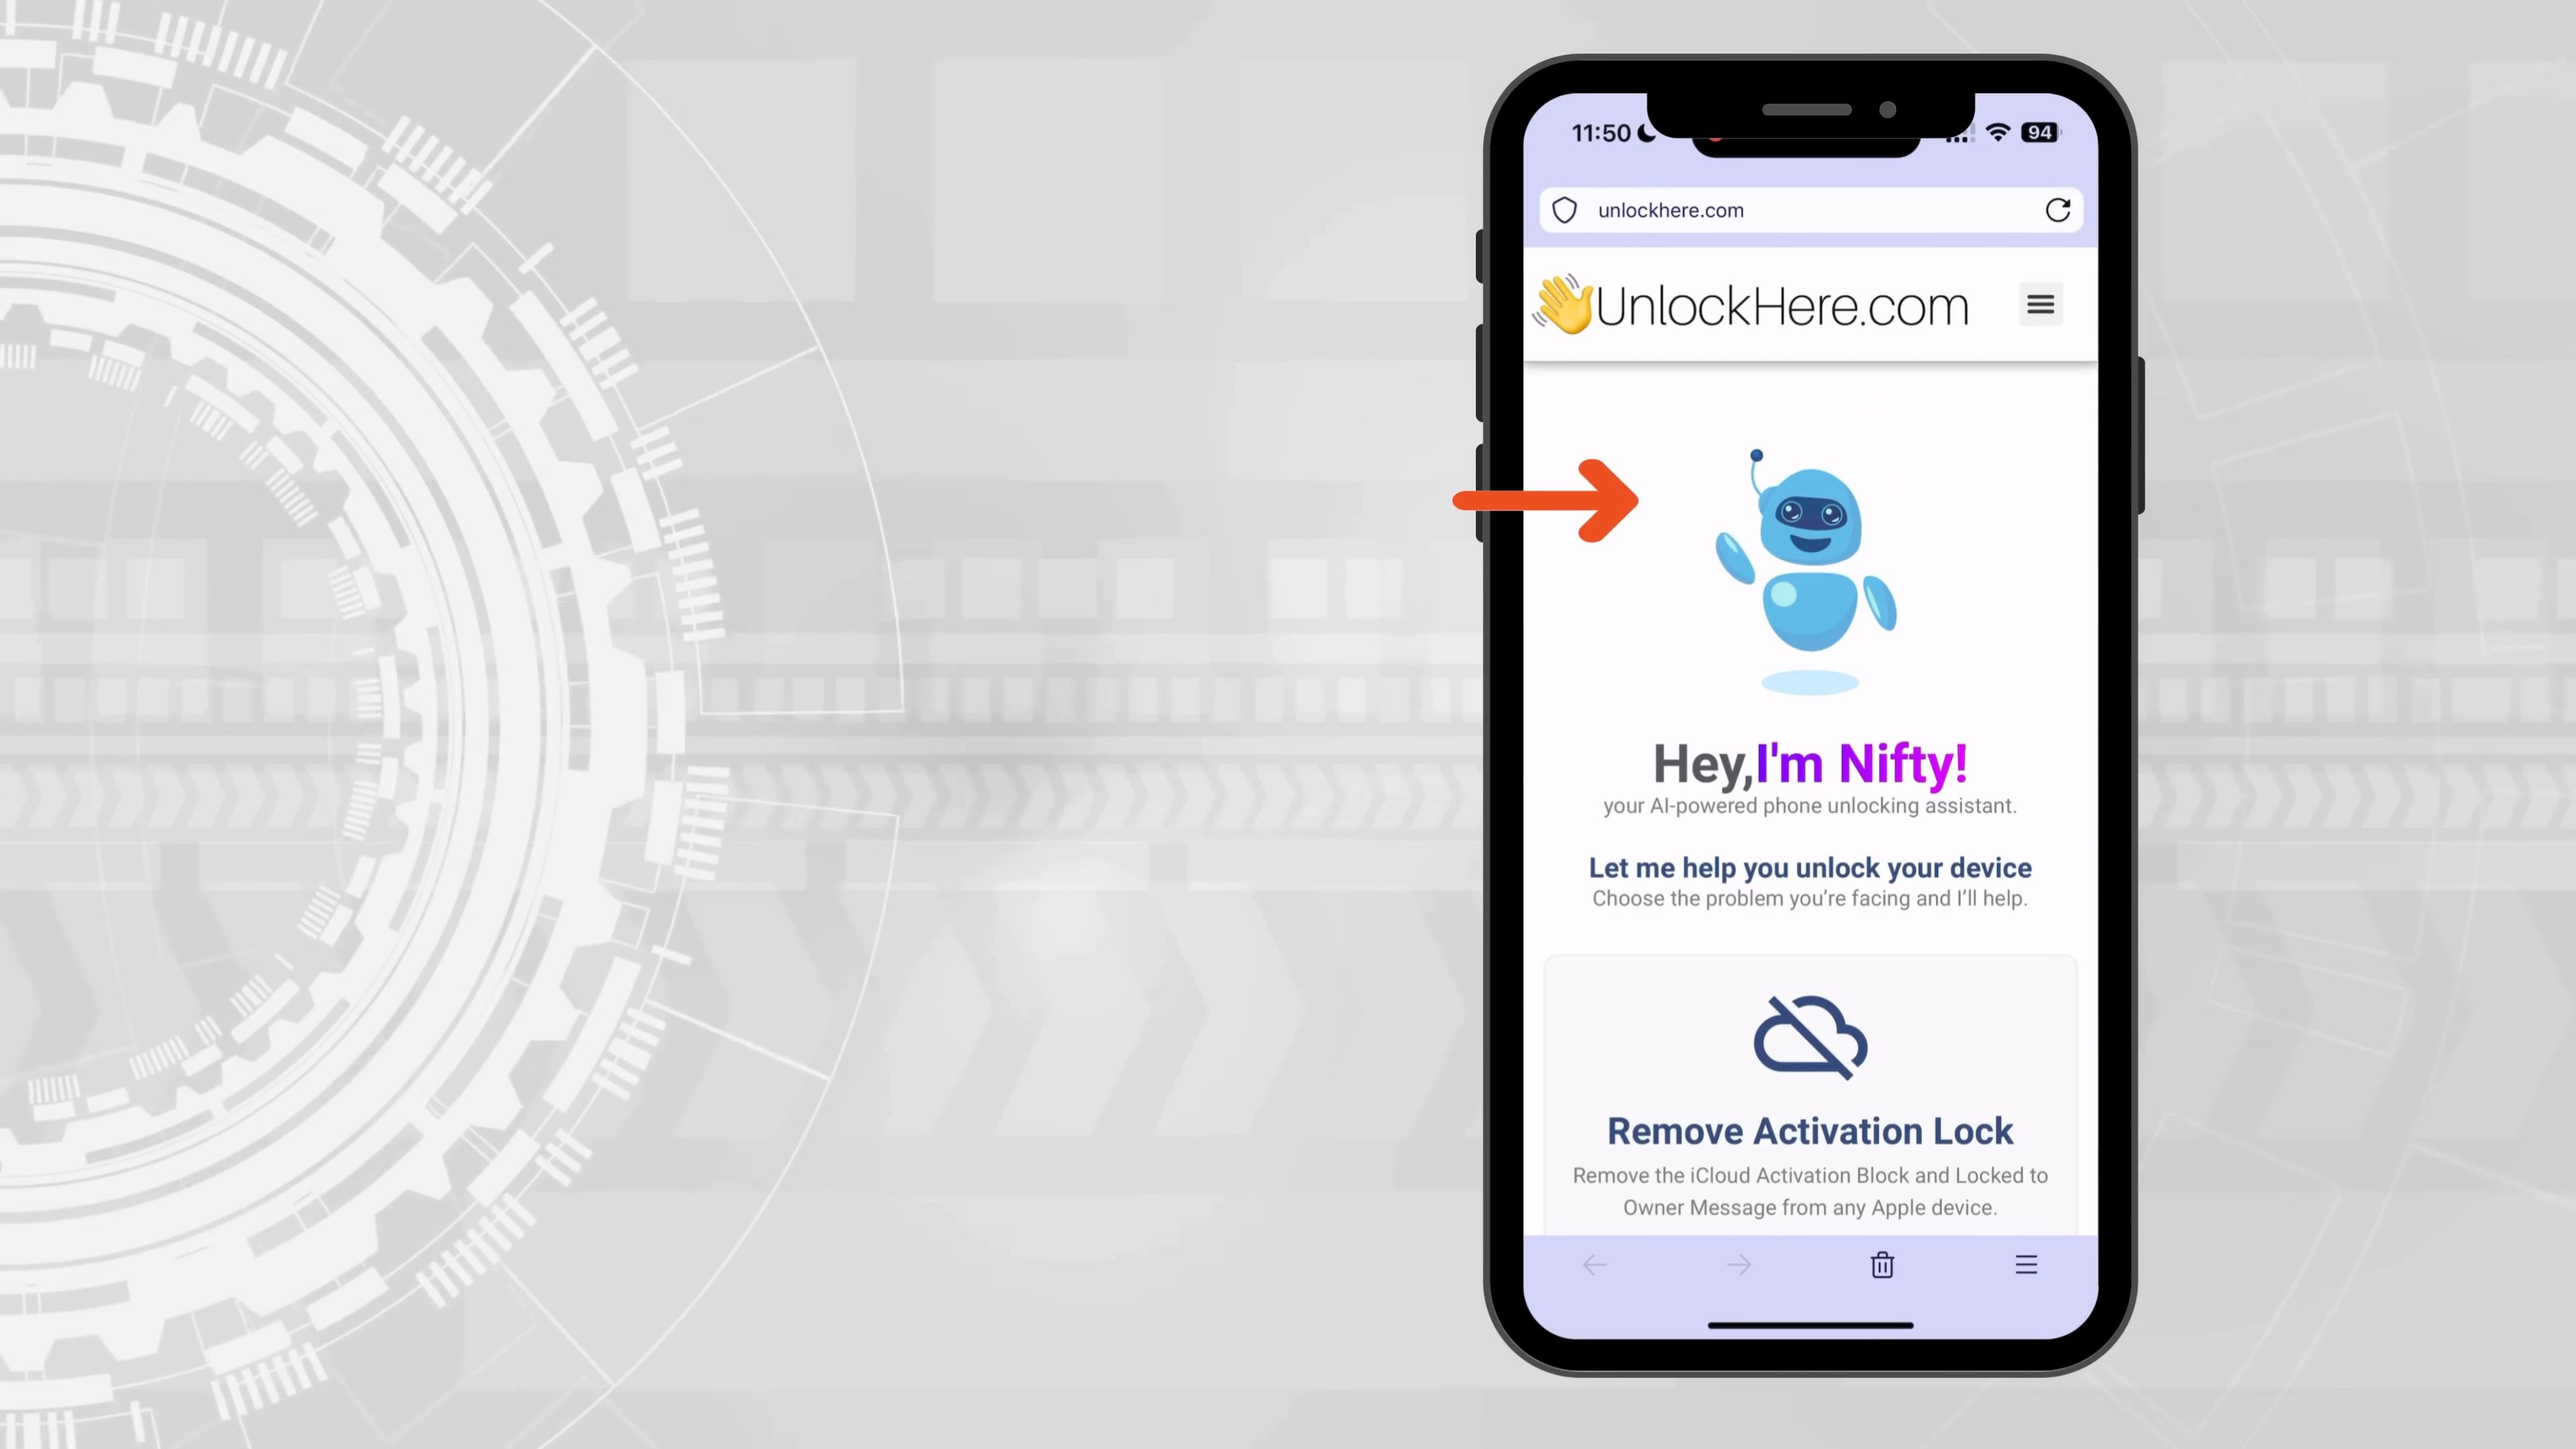 11:50
94
unlockhere.com
UnlockHere.com
Hey,I'm Nifty!
your AI-powered phone unlocking assistant.
Let me help you unlock your device
Choose the problem you’re facing and I’ll help.
Remove Activation Lock
Remove the iCloud Activation Block and Locked to
Owner Message from any Apple device.